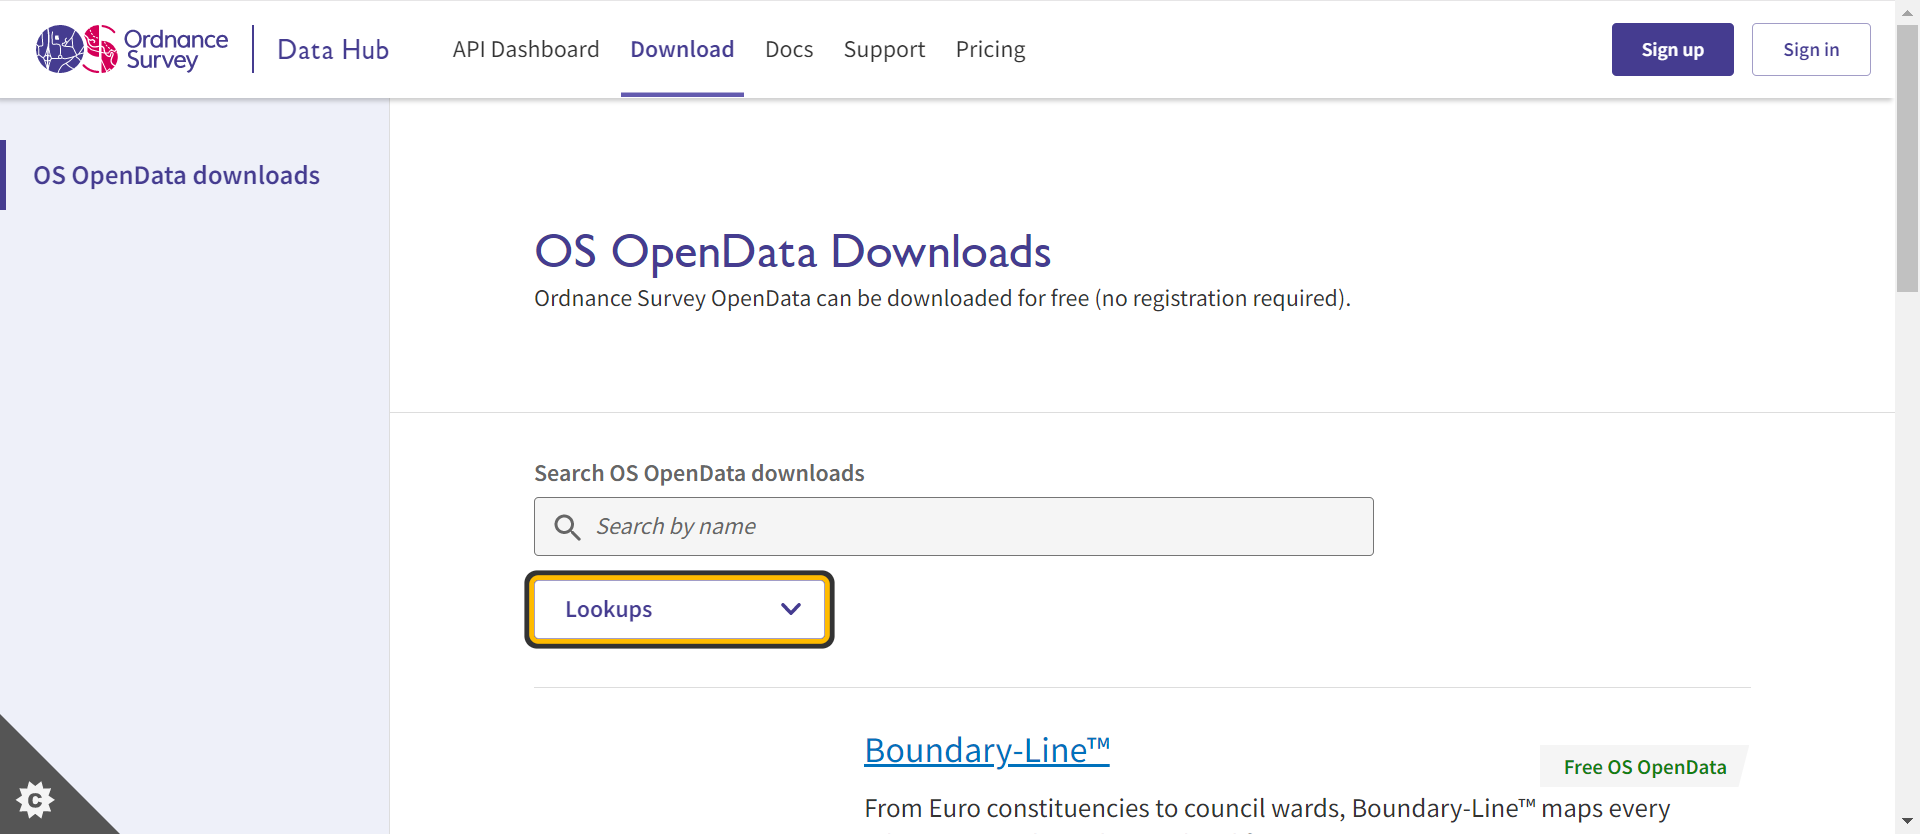 Ordnance Survey
Data Hub
API Dashboard
Download
Docs
Support
Pricing
Sign up
Sign in
OS OpenData downloads
OS OpenData Downloads
Ordnance Survey OpenData can be downloaded for free (no registration required).
Search OS OpenData downloads
Search by name
Lookups
Boundary-Line™
Free OS OpenData
From Euro constituencies to council wards, Boundary-Line™ maps every